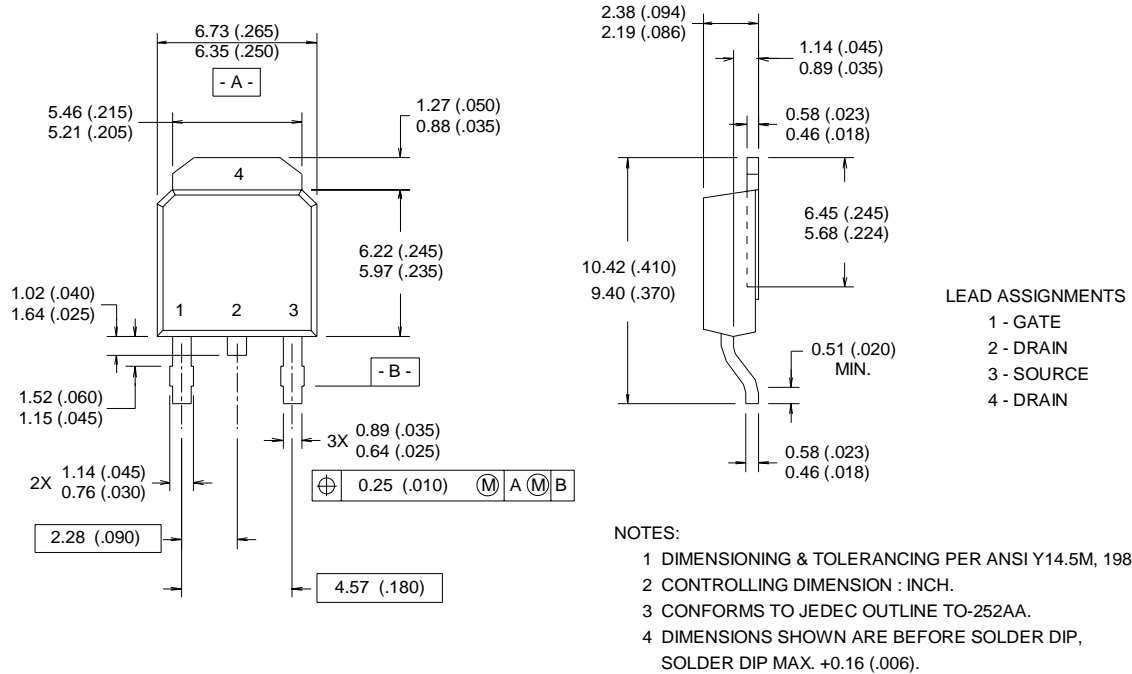 6.73 (.265)
6.35 (.250)
- A -
5.46 (.215)
5.21 (.205)
1.27 (.050)
0.88 (.035)
4
6.22 (.245)
5.97 (.235)
1.02 (.040)
1.64 (.025)
1 2 3
- B -
1.52 (.060)
1.15 (.045)
3X 0.89 (.035)
0.64 (.025)
2X 1.14 (.045)
0.76 (.030)
⌖ 0.25 (.010) Ⓜ A Ⓜ B
2.28 (.090)
4.57 (.180)
2.38 (.094)
2.19 (.086)
1.14 (.045)
0.89 (.035)
0.58 (.023)
0.46 (.018)
6.45 (.245)
5.68 (.224)
10.42 (.410)
9.40 (.370)
0.51 (.020)
MIN.
0.58 (.023)
0.46 (.018)
LEAD ASSIGNMENTS
1 - GATE
2 - DRAIN
3 - SOURCE
4 - DRAIN
NOTES:
1 DIMENSIONING & TOLERANCING PER ANSI Y14.5M, 198
2 CONTROLLING DIMENSION : INCH.
3 CONFORMS TO JEDEC OUTLINE TO-252AA.
4 DIMENSIONS SHOWN ARE BEFORE SOLDER DIP,
SOLDER DIP MAX. +0.16 (.006).